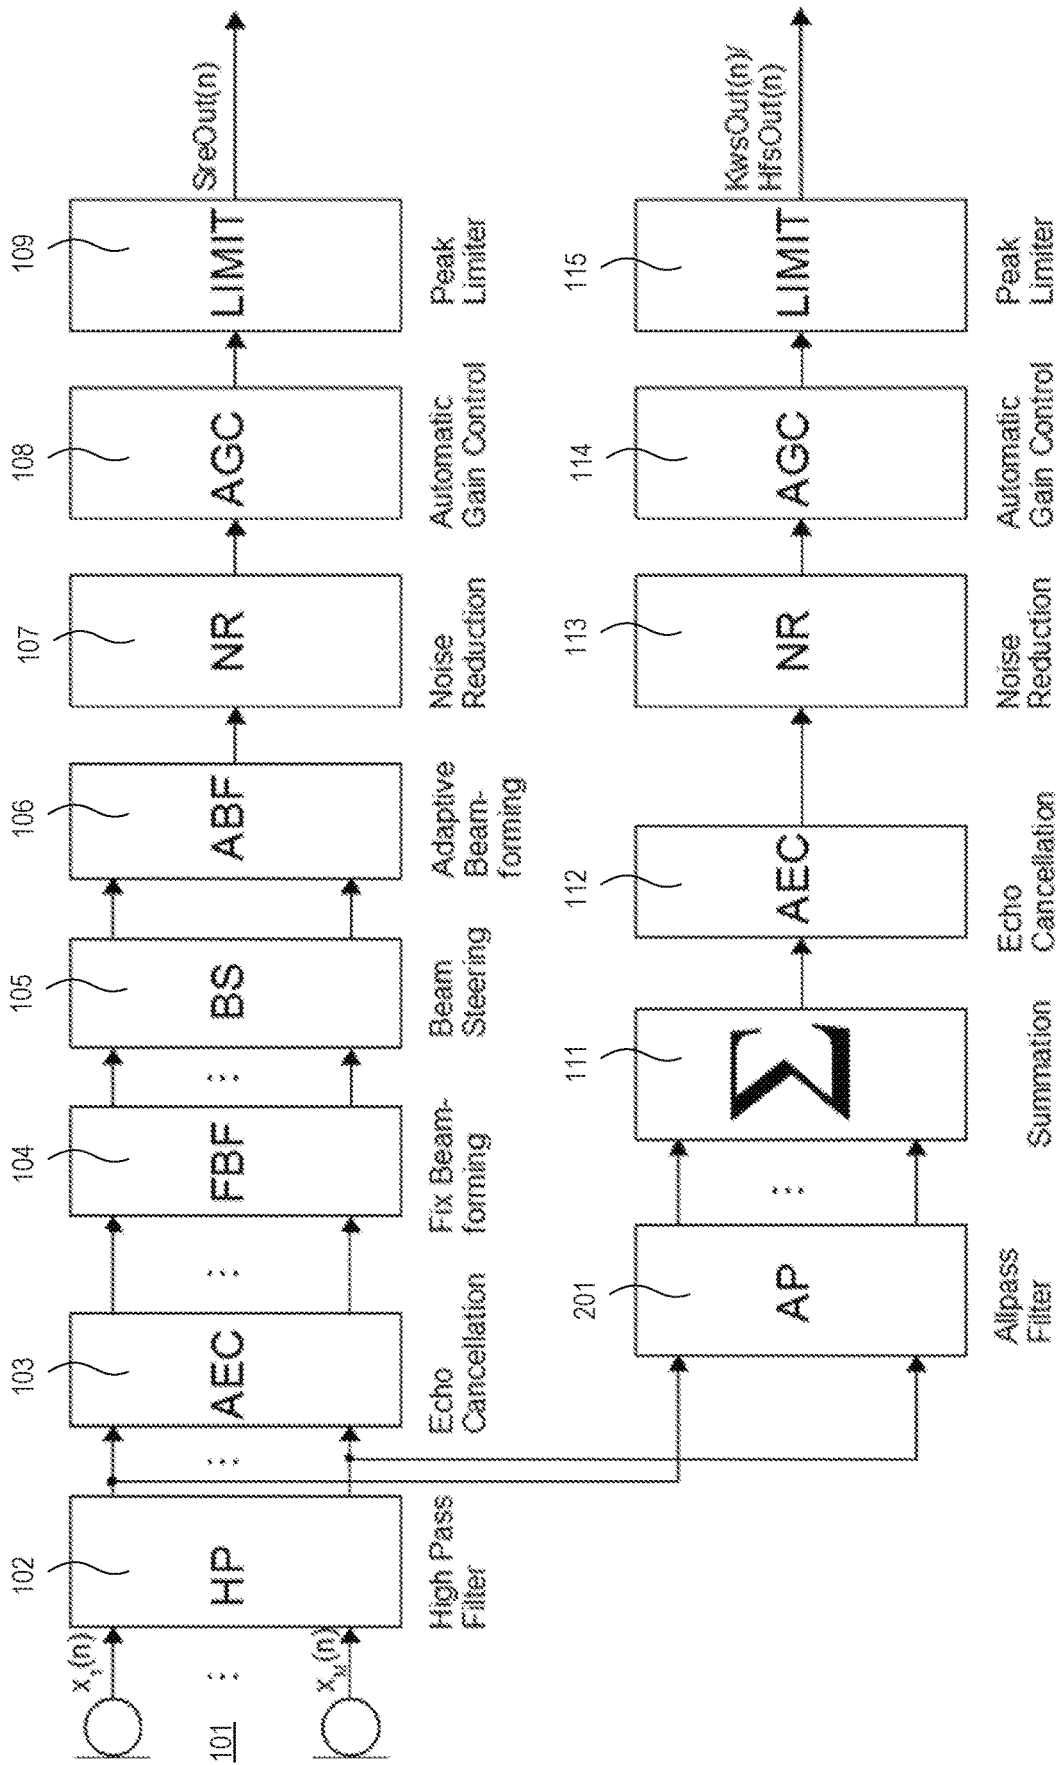 101
x₁(n)
⋮
x_M(n)
102
HP
High Pass
Filter
⋮
103
AEC
Echo
Cancellation
⋮
104
FBF
Fix Beam-
forming
⋮
105
BS
Beam
Steering
106
ABF
Adaptive
Beam-
forming
107
NR
Noise
Reduction
108
AGC
Automatic
Gain Control
109
LIMIT
Peak
Limiter
SreOut(n)
201
AP
Allpass
Filter
⋮
111
Σ
Summation
112
AEC
Echo
Cancellation
113
NR
Noise
Reduction
114
AGC
Automatic
Gain Control
115
LIMIT
Peak
Limiter
KwsOut(n)/
HfsOut(n)